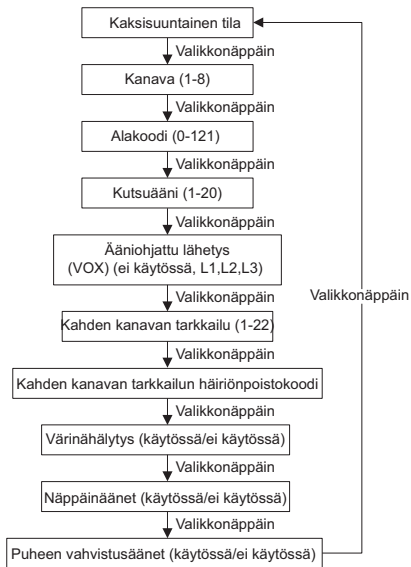 Kaksisuuntainen tila
Valikkonäppäin
Kanava (1-8)
Valikkonäppäin
Alakoodi (0-121)
Valikkonäppäin
Kutsuääni (1-20)
Valikkonäppäin
Ääniohjattu lähetys
(VOX) (ei käytössä, L1,L2,L3)
Valikkonäppäin
Valikkonäppäin
Kahden kanavan tarkkailu (1-22)
Valikkonäppäin
Kahden kanavan tarkkailun häiriönpoistokoodi
Valikkonäppäin
Värinähälytys (käytössä/ei käytössä)
Valikkonäppäin
Näppäinäänet (käytössä/ei käytössä)
Valikkonäppäin
Puheen vahvistusäänet (käytössä/ei käytössä)